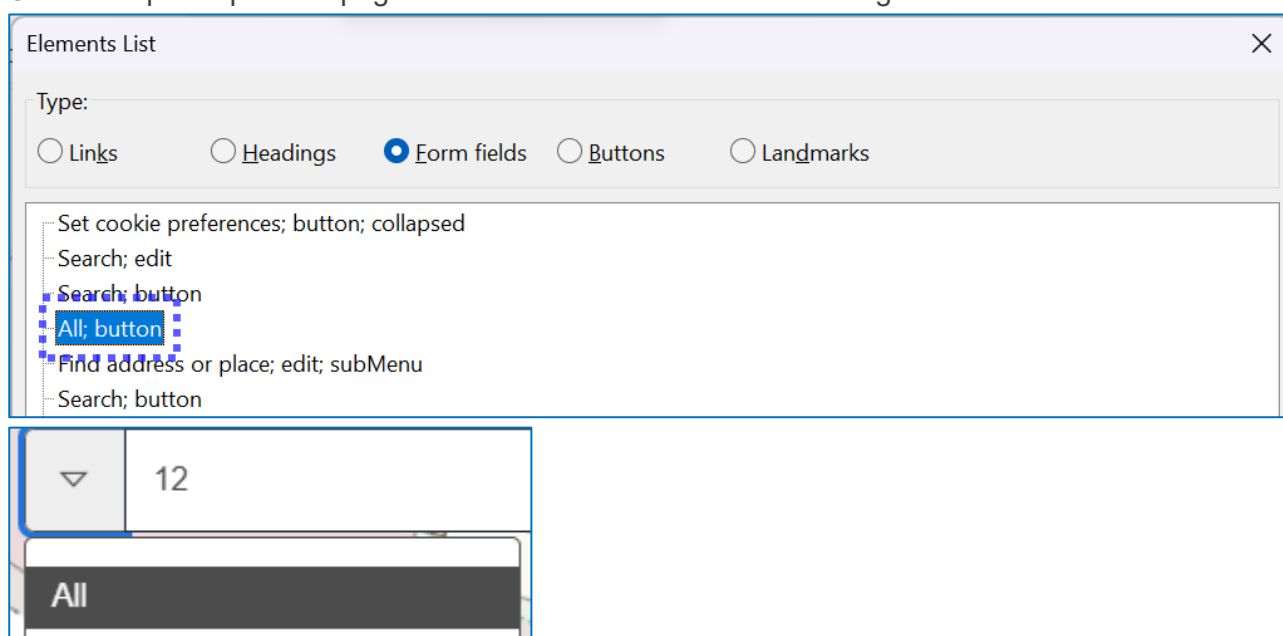 Elements List
Type:
Links Headings Form fields Buttons Landmarks
Set cookie preferences; button; collapsed
Search; edit
Search; button
All; button
Find address or place; edit; subMenu
Search; button
12
All